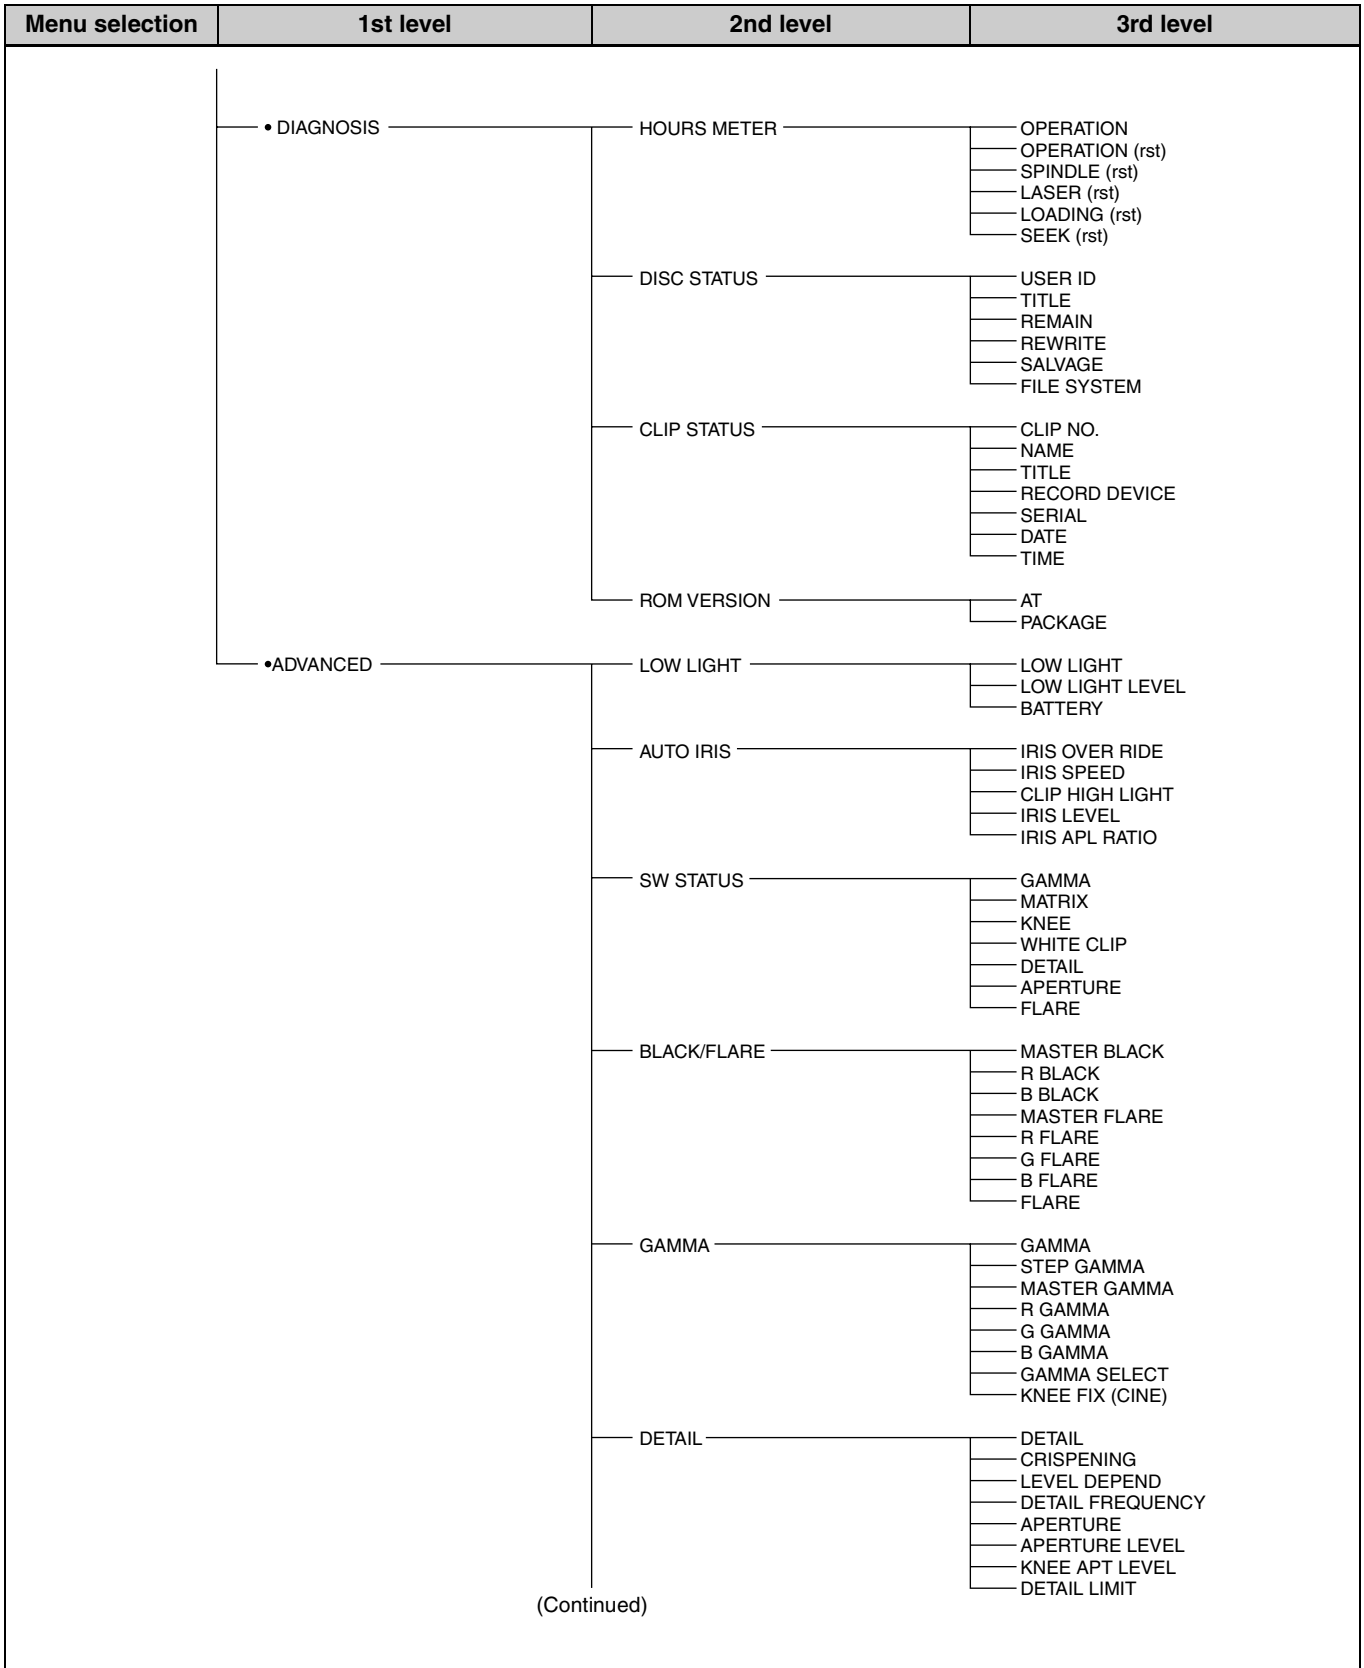 Menu selection 1st level 2nd level 3rd level
• DIAGNOSIS HOURS METER OPERATION
OPERATION (rst)
SPINDLE (rst)
LASER (rst)
LOADING (rst)
SEEK (rst)
DISC STATUS USER ID
TITLE
REMAIN
REWRITE
SALVAGE
FILE SYSTEM
CLIP STATUS CLIP NO.
NAME
TITLE
RECORD DEVICE
SERIAL
DATE
TIME
ROM VERSION AT
PACKAGE
•ADVANCED LOW LIGHT LOW LIGHT
LOW LIGHT LEVEL
BATTERY
AUTO IRIS IRIS OVER RIDE
IRIS SPEED
CLIP HIGH LIGHT
IRIS LEVEL
IRIS APL RATIO
SW STATUS GAMMA
MATRIX
KNEE
WHITE CLIP
DETAIL
APERTURE
FLARE
BLACK/FLARE MASTER BLACK
R BLACK
B BLACK
MASTER FLARE
R FLARE
G FLARE
B FLARE
FLARE
GAMMA GAMMA
STEP GAMMA
MASTER GAMMA
R GAMMA
G GAMMA
B GAMMA
GAMMA SELECT
KNEE FIX (CINE)
DETAIL DETAIL
CRISPENING
LEVEL DEPEND
DETAIL FREQUENCY
APERTURE
APERTURE LEVEL
KNEE APT LEVEL
DETAIL LIMIT
(Continued)